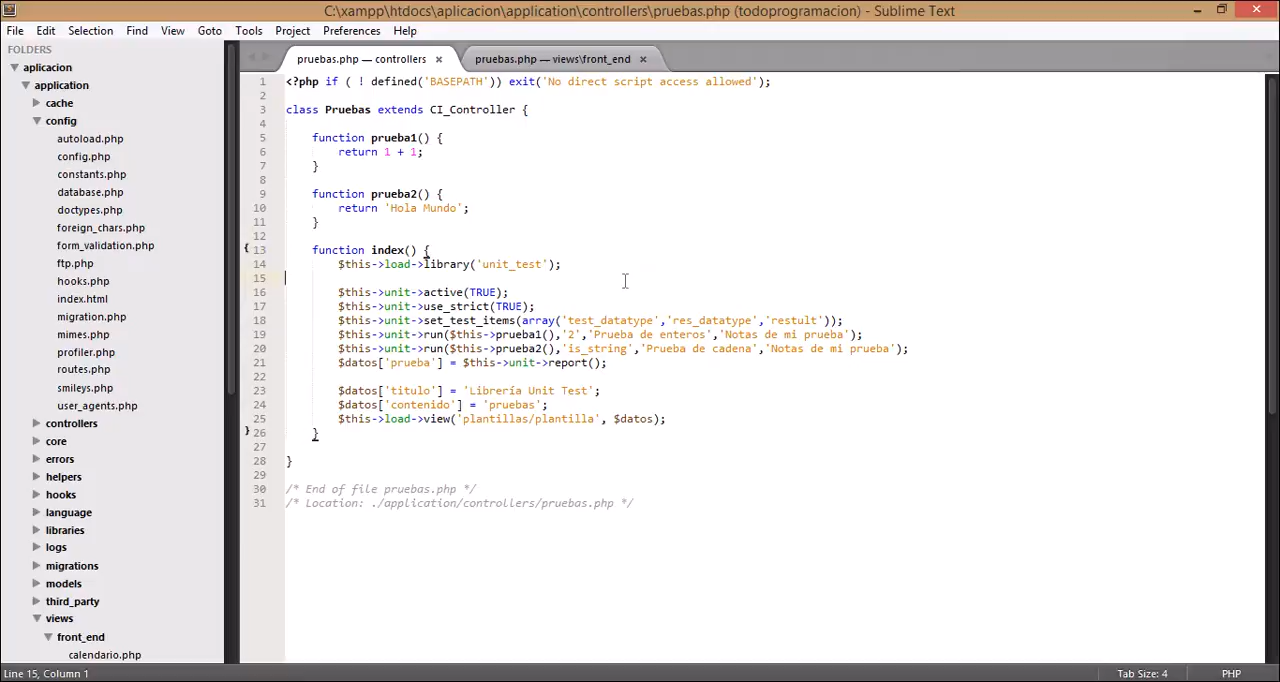 C:\xampp\htdocs\aplicacion\application\controllers\pruebas.php (todoprogramacion) - Sublime Text
File Edit Selection Find View Goto Tools Project Preferences Help
FOLDERS
aplicacion
application
cache
config
autoload.php
config.php
constants.php
database.php
doctypes.php
foreign_chars.php
form_validation.php
ftp.php
hooks.php
index.html
migration.php
mimes.php
profiler.php
routes.php
smileys.php
user_agents.php
controllers
core
errors
helpers
hooks
language
libraries
logs
migrations
models
third_party
views
front_end
calendario.php
pruebas.php — controllers × pruebas.php — views\front_end ×
1 <?php if ( ! defined('BASEPATH')) exit('No direct script access allowed');
2
3 class Pruebas extends CI_Controller {
4
5 function prueba1() {
6 return 1 + 1;
7 }
8
9 function prueba2() {
10 return 'Hola Mundo';
11 }
12
13 function index() {
14 $this->load->library('unit_test');
15
16 $this->unit->active(TRUE);
17 $this->unit->use_strict(TRUE);
18 $this->unit->set_test_items(array('test_datatype','res_datatype','restult'));
19 $this->unit->run($this->prueba1(),'2','Prueba de enteros','Notas de mi prueba');
20 $this->unit->run($this->prueba2(),'is_string','Prueba de cadena','Notas de mi prueba');
21 $datos['prueba'] = $this->unit->report();
22
23 $datos['titulo'] = 'Librería Unit Test';
24 $datos['contenido'] = 'pruebas';
25 $this->load->view('plantillas/plantilla', $datos);
26 }
27
28 }
29
30 /* End of file pruebas.php */
31 /* Location: ./application/controllers/pruebas.php */
Line 15, Column 1 Tab Size: 4 PHP